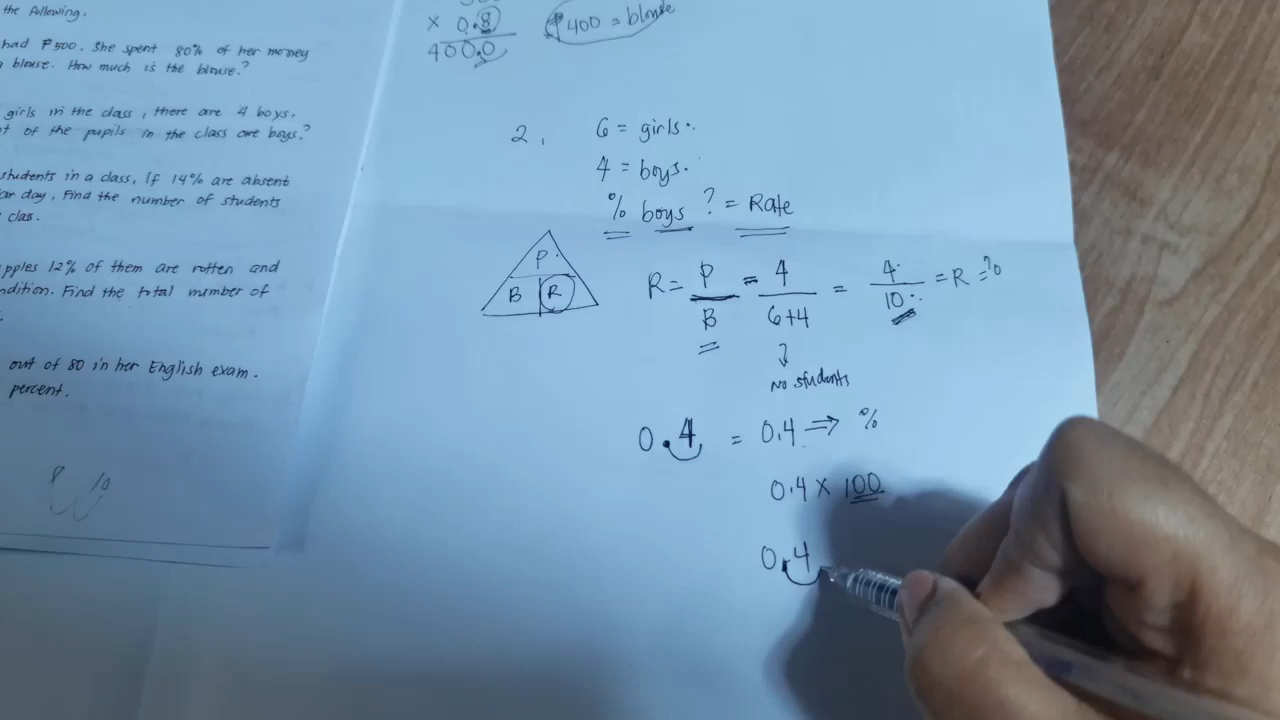 the following.
had ₱500. She spent 80% of her money
blouse. How much is the blouse?
girls in the class, there are 4 boys.
of the pupils in the class are boys?
students in a class, If 14% are absent
day, Find the number of students
clas.
12% of them are rotten and
Find the total number of
out of 80 in her English exam.
percent.
8 10
× 0.8
400.0
₱400 = blouse
2.
6 = girls.
4 = boys.
% boys ? = Rate
P
B R
R = P/B = 4/6+4 = 4/10 = R = %
No students
0.4 = 0.4 ⇒ %
0.4 × 100
0.4